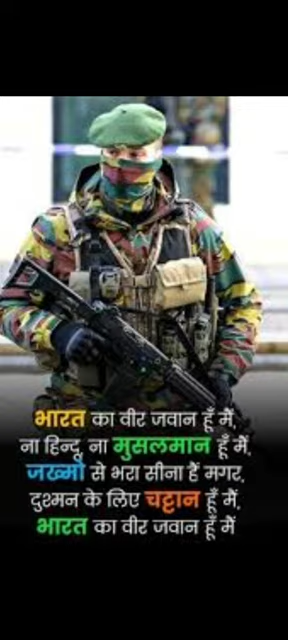 भारत का वीर जवान हूँ मैं,
ना हिन्दू, ना मुसलमान हूँ मैं,
जख्मो से भरा सीना हैं मगर,
दुश्मन के लिए चट्टान हूँ मैं,
भारत का वीर जवान हूँ मैं